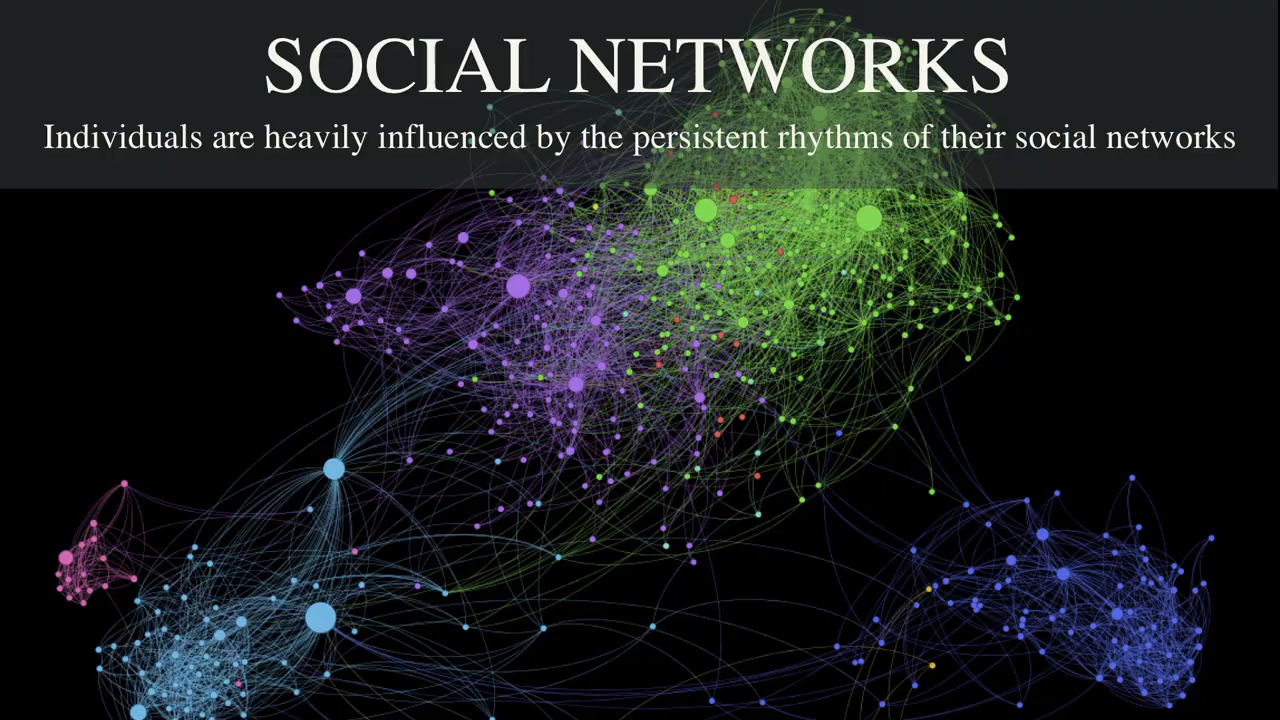 SOCIAL NETWORKS
Individuals are heavily influenced by the persistent rhythms of their social networks